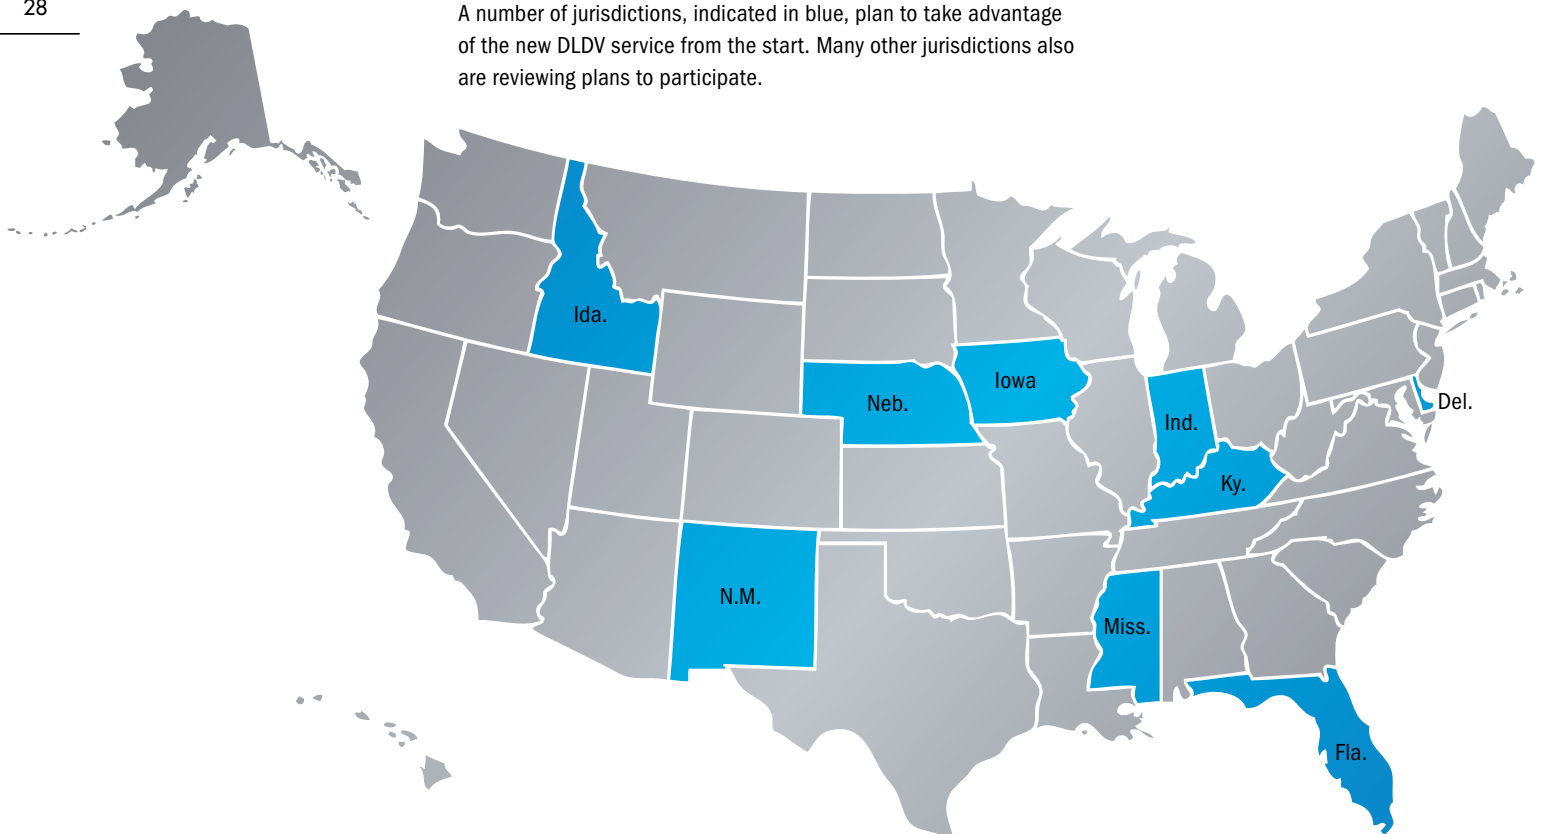 28
A number of jurisdictions, indicated in blue, plan to take advantage
of the new DLDV service from the start. Many other jurisdictions also
are reviewing plans to participate.
Ida.
Iowa
Neb.
Del.
Ind.
Ky.
N.M.
Miss.
Fla.